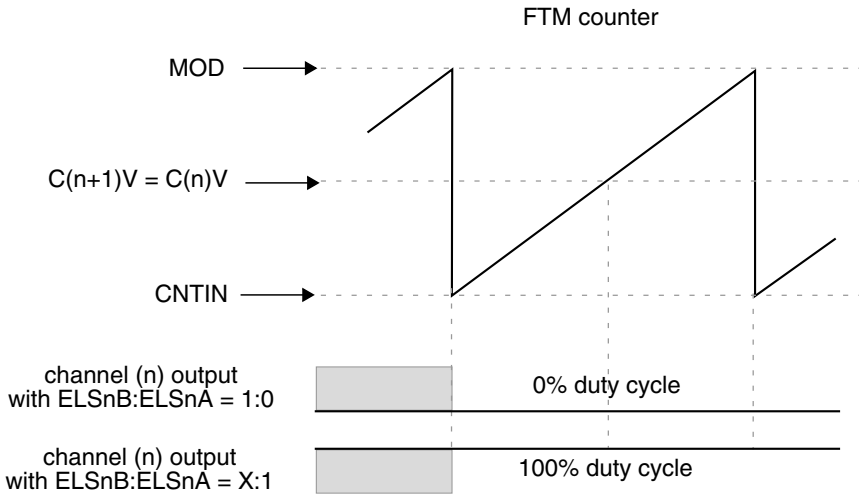 FTM counter
MOD
C(n+1)V = C(n)V
CNTIN
channel (n) output
with ELSnB:ELSnA = 1:0
0% duty cycle
channel (n) output
with ELSnB:ELSnA = X:1
100% duty cycle